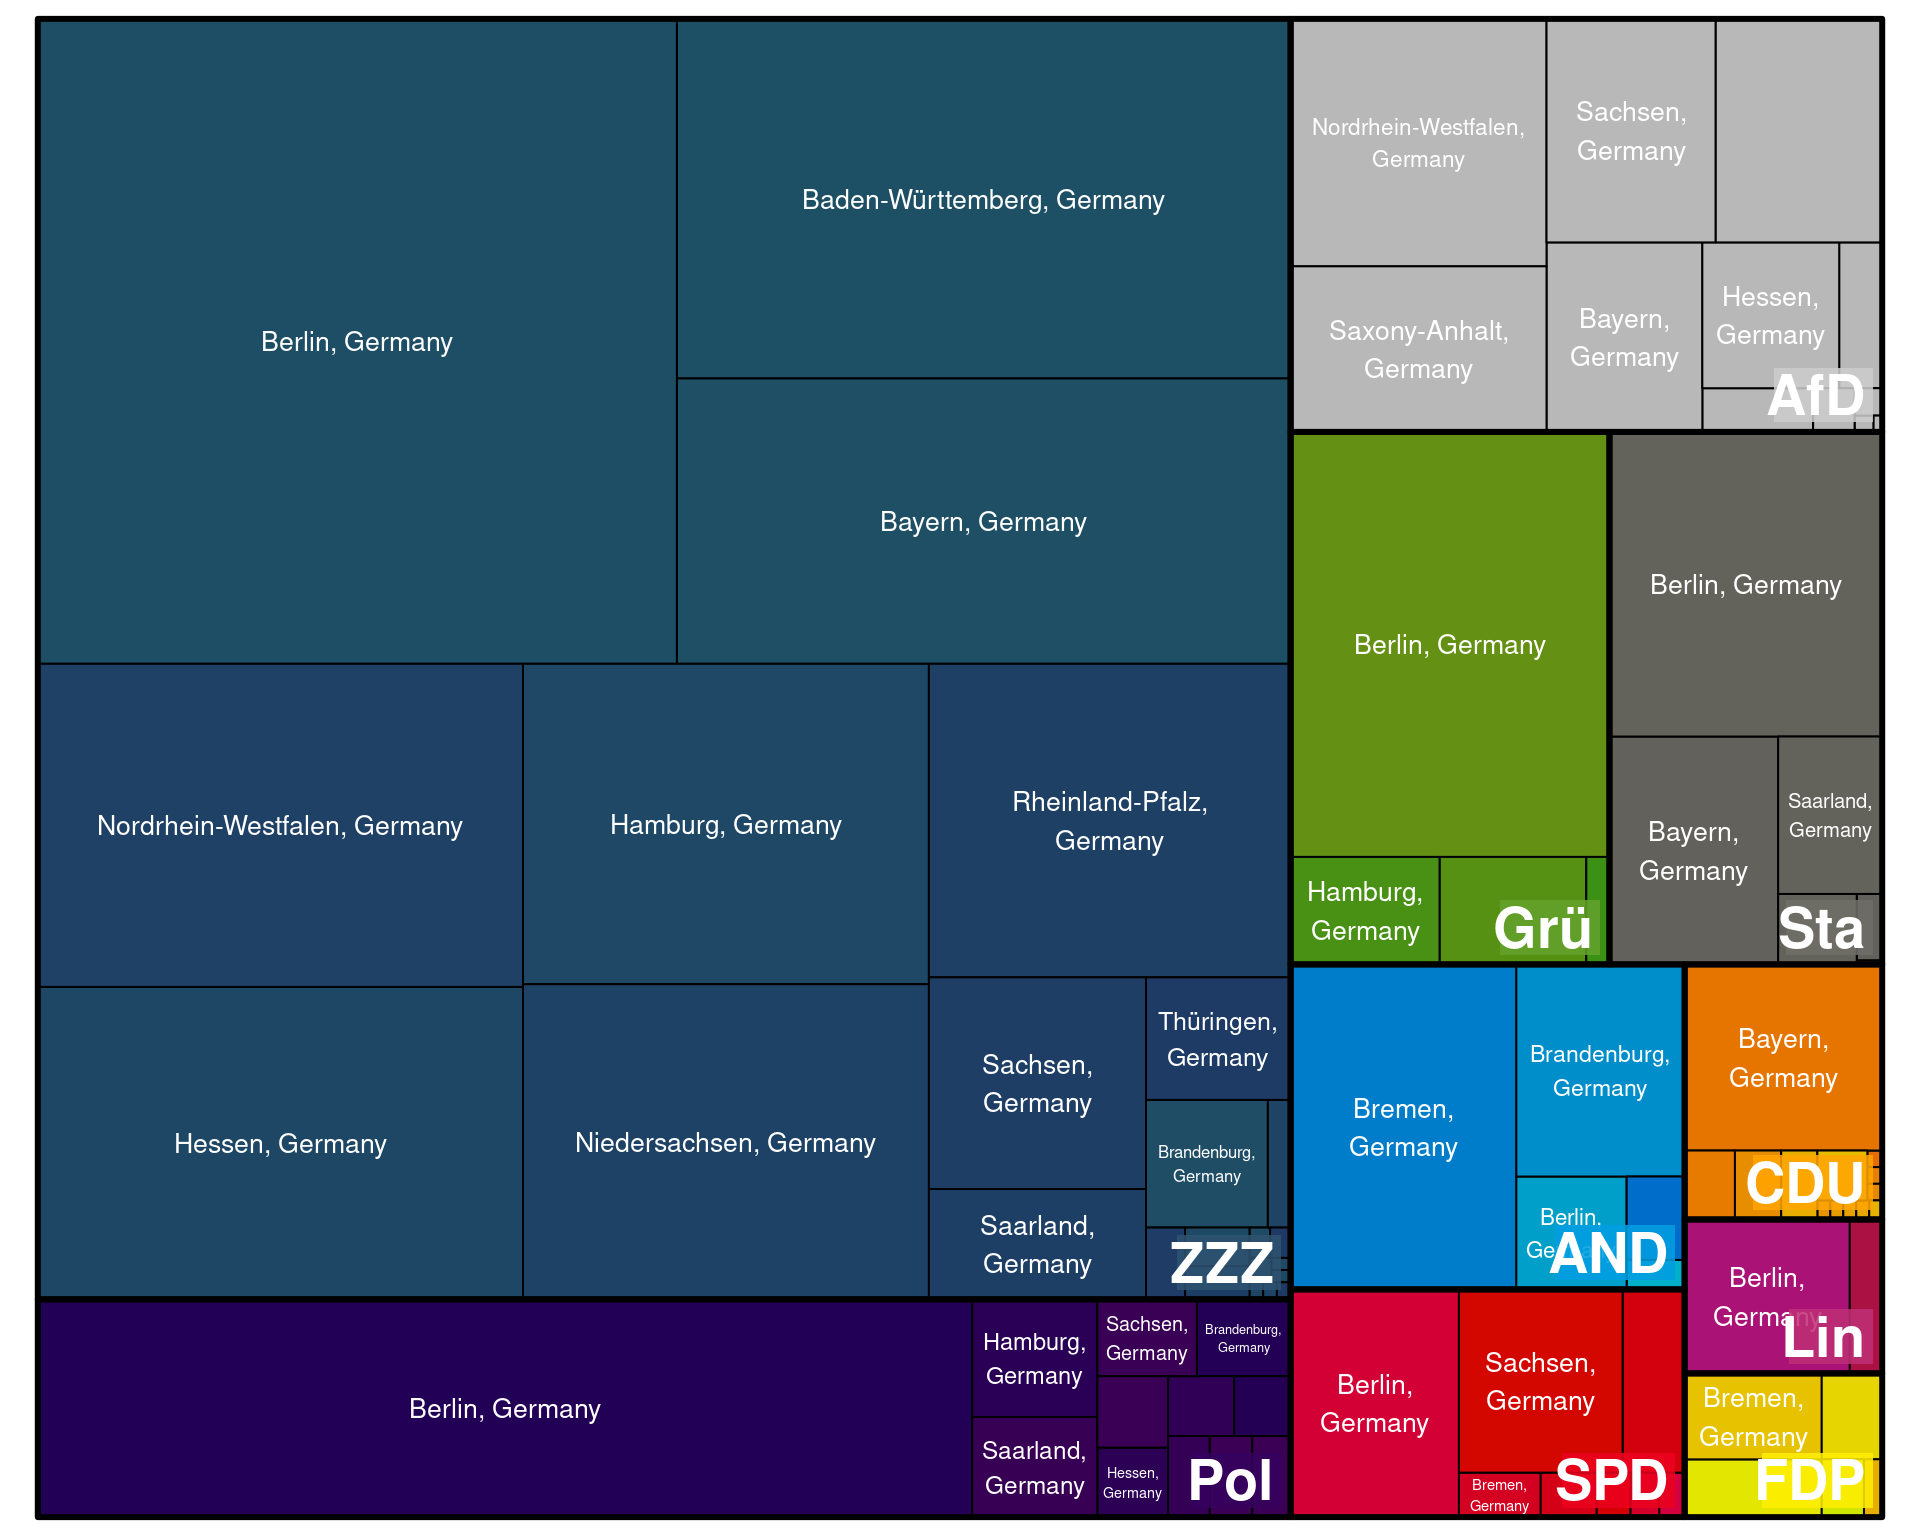 Berlin, Germany
Baden-Württemberg, Germany
Bayern, Germany
Nordrhein-Westfalen, Germany
Hamburg, Germany
Rheinland-Pfalz,
Germany
Hessen, Germany
Niedersachsen, Germany
Sachsen,
Germany
Thüringen,
Germany
Brandenburg,
Germany
Saarland,
Germany
ZZZ
Berlin, Germany
Hamburg,
Germany
Saarland,
Germany
Sachsen,
Germany
Brandenburg,
Germany
Hessen,
Germany
Pol
Nordrhein-Westfalen,
Germany
Sachsen,
Germany
Saxony-Anhalt,
Germany
Bayern,
Germany
Hessen,
Germany
AfD
Berlin, Germany
Hamburg,
Germany
Grü
Berlin, Germany
Bayern,
Germany
Saarland,
Germany
Sta
Bremen,
Germany
Brandenburg,
Germany
Berlin,
AND
Bayern,
Germany
CDU
Berlin,
Germany
Lin
Berlin,
Germany
Sachsen,
Germany
Bremen,
Germany
SPD
Bremen,
Germany
FDP